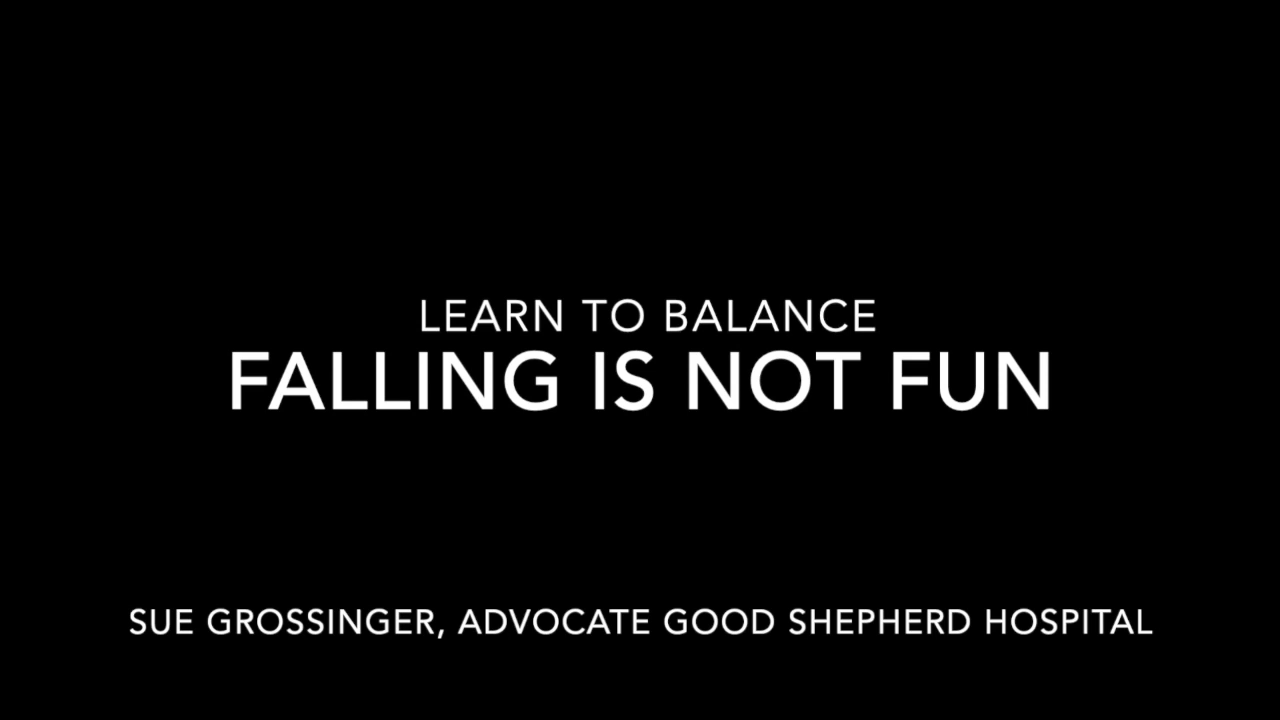 LEARN TO BALANCE
FALLING IS NOT FUN
SUE GROSSINGER, ADVOCATE GOOD SHEPHERD HOSPITAL